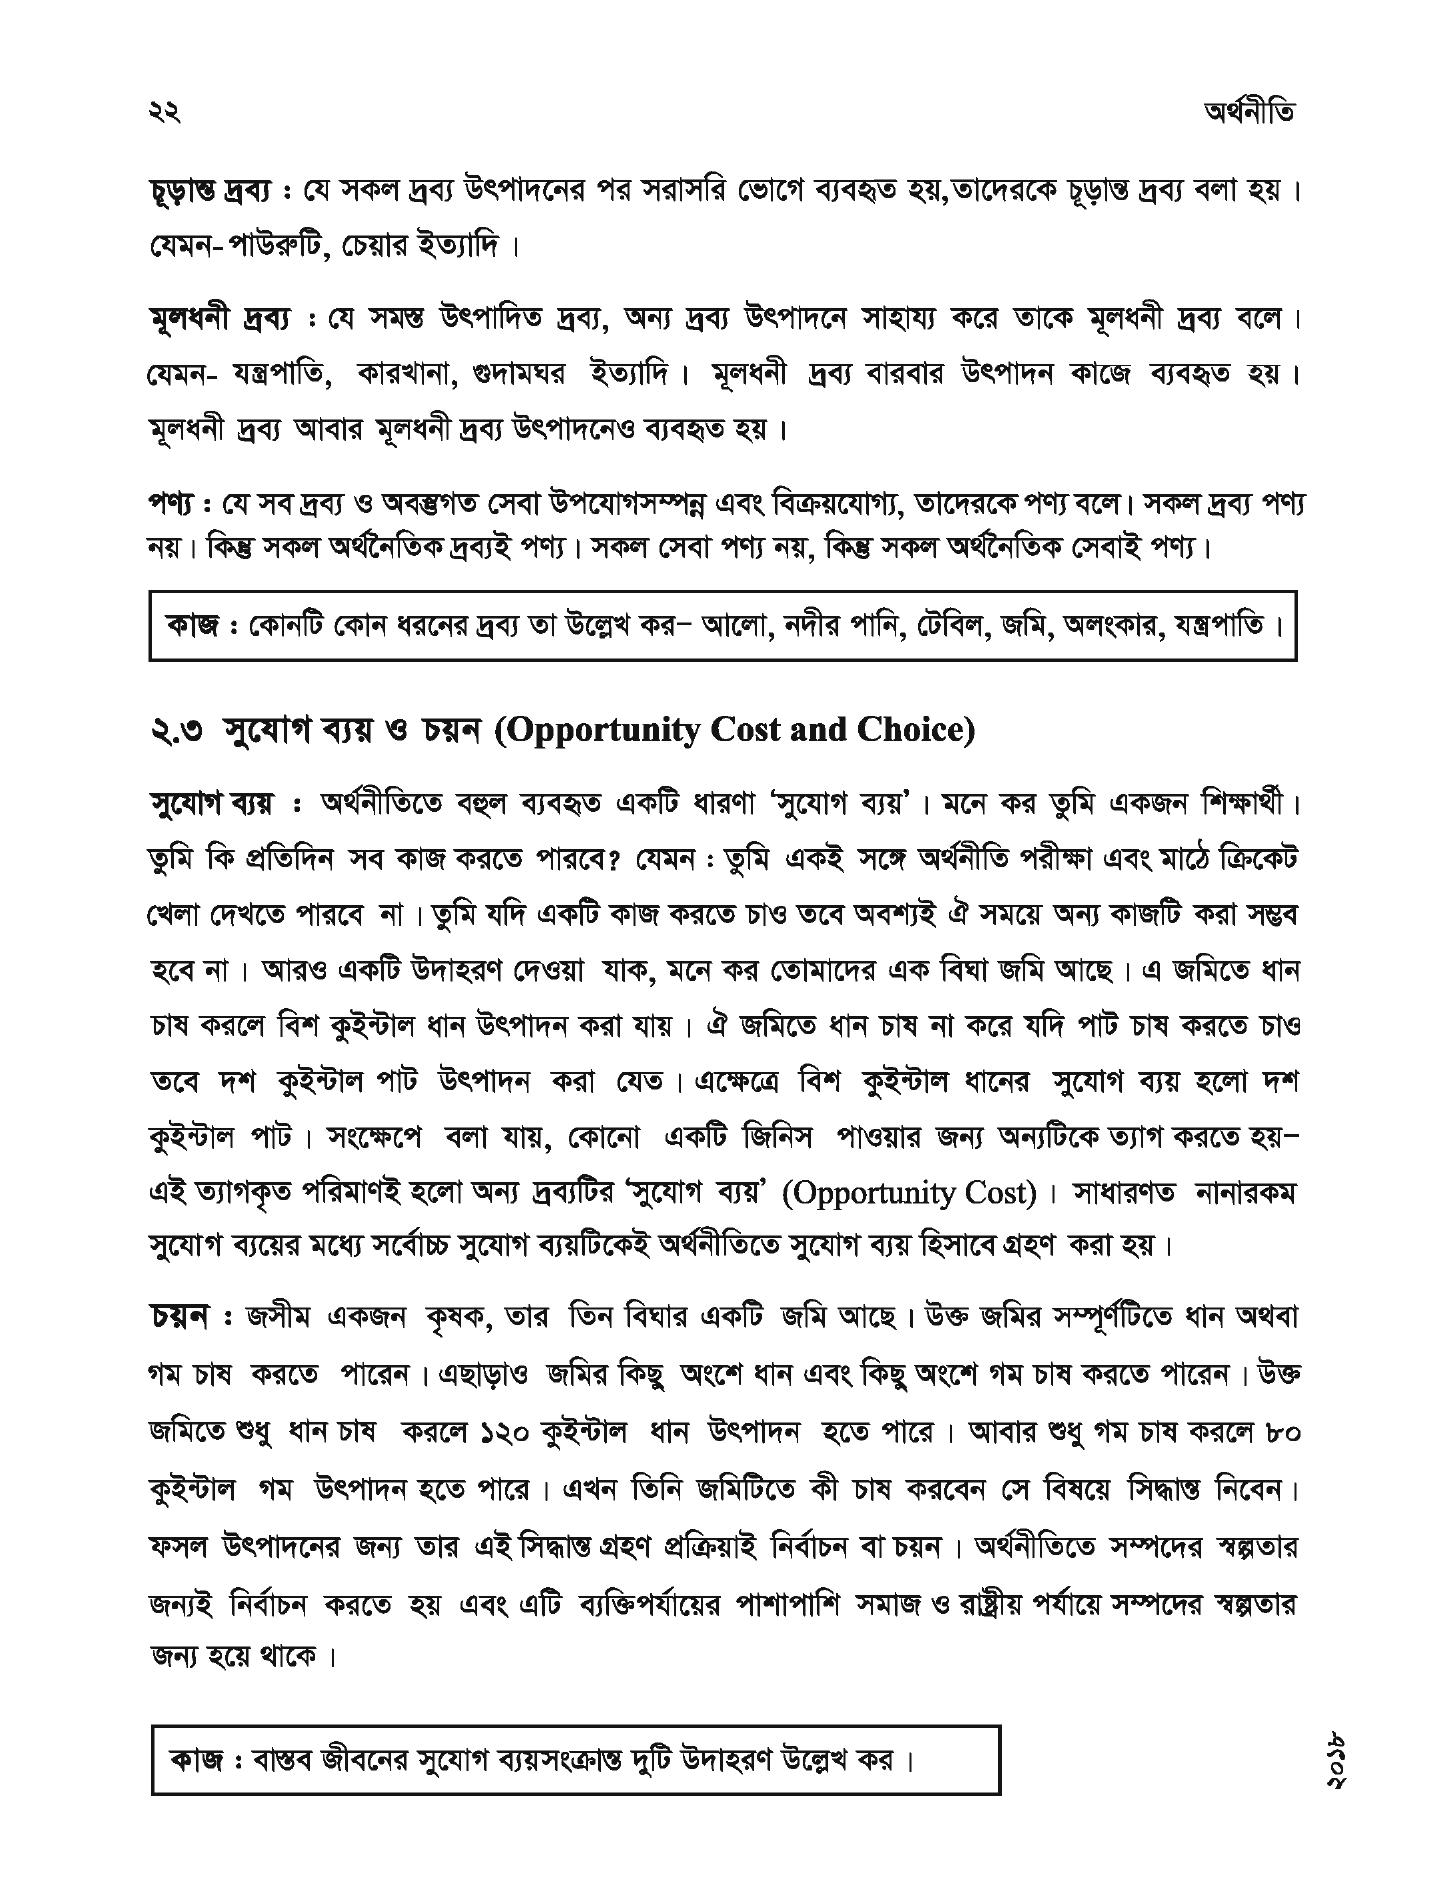 ২২
অর্থনীতি
চূড়ান্ত দ্রব্য : যে সকল দ্রব্য উৎপাদনের পর সরাসরি ভোগে ব্যবহৃত হয়,তাদেরকে চূড়ান্ত দ্রব্য বলা হয়।
যেমন- পাউরুটি, চেয়ার ইত্যাদি।
মূলধনী দ্রব্য : যে সমস্ত উৎপাদিত দ্রব্য, অন্য দ্রব্য উৎপাদনে সাহায্য করে তাকে মূলধনী দ্রব্য বলে।
যেমন- যন্ত্রপাতি, কারখানা, গুদামঘর ইত্যাদি। মূলধনী দ্রব্য বারবার উৎপাদন কাজে ব্যবহৃত হয়।
মূলধনী দ্রব্য আবার মূলধনী দ্রব্য উৎপাদনেও ব্যবহৃত হয়।
পণ্য : যে সব দ্রব্য ও অবস্তুগত সেবা উপযোগসম্পন্ন এবং বিক্রয়যোগ্য, তাদেরকে পণ্য বলে। সকল দ্রব্য পণ্য
নয়। কিন্তু সকল অর্থনৈতিক দ্রব্যই পণ্য। সকল সেবা পণ্য নয়, কিন্তু সকল অর্থনৈতিক সেবাই পণ্য।
কাজ : কোনটি কোন ধরনের দ্রব্য তা উল্লেখ কর– আলো, নদীর পানি, টেবিল, জমি, অলংকার, যন্ত্রপাতি।
২.৩ সুযোগ ব্যয় ও চয়ন (Opportunity Cost and Choice)
সুযোগ ব্যয় : অর্থনীতিতে বহুল ব্যবহৃত একটি ধারণা ‘সুযোগ ব্যয়’। মনে কর তুমি একজন শিক্ষার্থী।
তুমি কি প্রতিদিন সব কাজ করতে পারবে? যেমন : তুমি একই সঙ্গে অর্থনীতি পরীক্ষা এবং মাঠে ক্রিকেট
খেলা দেখতে পারবে না। তুমি যদি একটি কাজ করতে চাও তবে অবশ্যই ঐ সময়ে অন্য কাজটি করা সম্ভব
হবে না। আরও একটি উদাহরণ দেওয়া যাক, মনে কর তোমাদের এক বিঘা জমি আছে। এ জমিতে ধান
চাষ করলে বিশ কুইন্টাল ধান উৎপাদন করা যায়। ঐ জমিতে ধান চাষ না করে যদি পাট চাষ করতে চাও
তবে দশ কুইন্টাল পাট উৎপাদন করা যেত। এক্ষেত্রে বিশ কুইন্টাল ধানের সুযোগ ব্যয় হলো দশ
কুইন্টাল পাট। সংক্ষেপে বলা যায়, কোনো একটি জিনিস পাওয়ার জন্য অন্যটিকে ত্যাগ করতে হয়–
এই ত্যাগকৃত পরিমাণই হলো অন্য দ্রব্যটির ‘সুযোগ ব্যয়’ (Opportunity Cost)। সাধারণত নানারকম
সুযোগ ব্যয়ের মধ্যে সর্বোচ্চ সুযোগ ব্যয়টিকেই অর্থনীতিতে সুযোগ ব্যয় হিসাবে গ্রহণ করা হয়।
চয়ন : জসীম একজন কৃষক, তার তিন বিঘার একটি জমি আছে। উক্ত জমির সম্পূর্ণটিতে ধান অথবা
গম চাষ করতে পারেন। এছাড়াও জমির কিছু অংশে ধান এবং কিছু অংশে গম চাষ করতে পারেন। উক্ত
জমিতে শুধু ধান চাষ করলে ১২০ কুইন্টাল ধান উৎপাদন হতে পারে। আবার শুধু গম চাষ করলে ৮০
কুইন্টাল গম উৎপাদন হতে পারে। এখন তিনি জমিটিতে কী চাষ করবেন সে বিষয়ে সিদ্ধান্ত নিবেন।
ফসল উৎপাদনের জন্য তার এই সিদ্ধান্ত গ্রহণ প্রক্রিয়াই নির্বাচন বা চয়ন। অর্থনীতিতে সম্পদের স্বল্পতার
জন্যই নির্বাচন করতে হয় এবং এটি ব্যক্তিপর্যায়ের পাশাপাশি সমাজ ও রাষ্ট্রীয় পর্যায়ে সম্পদের স্বল্পতার
জন্য হয়ে থাকে।
কাজ : বাস্তব জীবনের সুযোগ ব্যয়সংক্রান্ত দুটি উদাহরণ উল্লেখ কর।
২০১৮